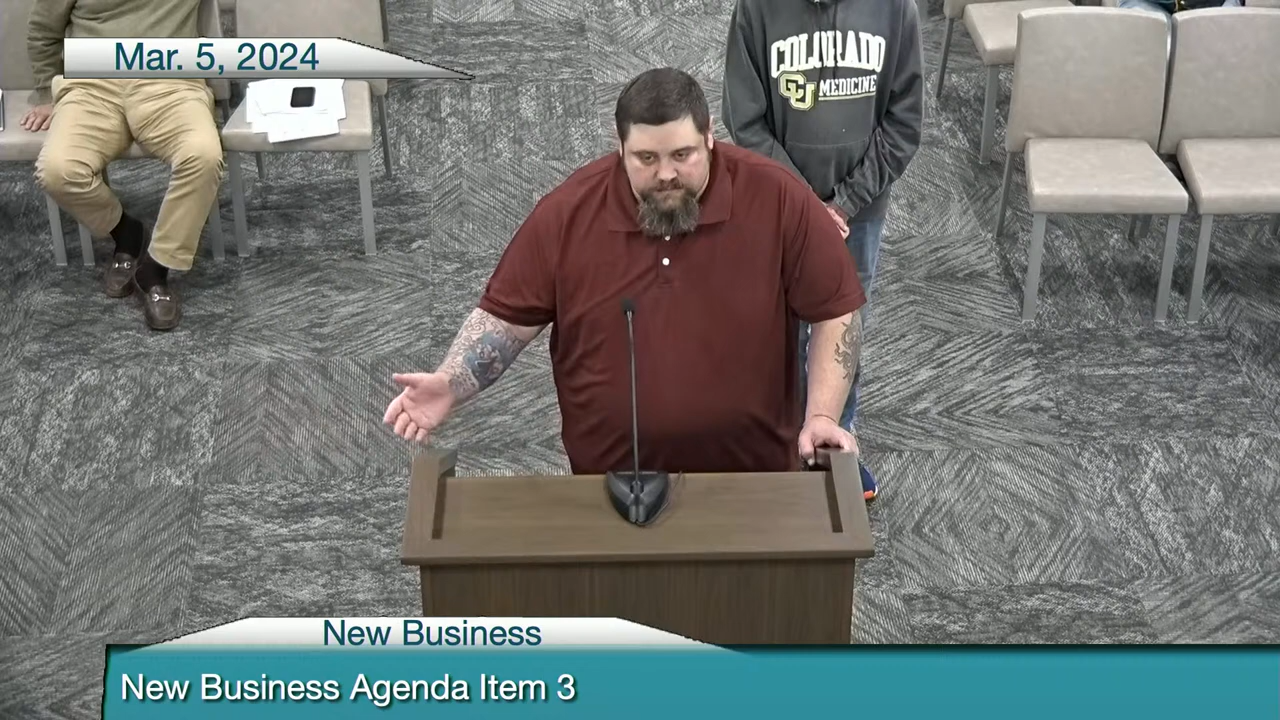 Mar. 5, 2024
COLORADO
CU MEDICINE
New Business
New Business Agenda Item 3